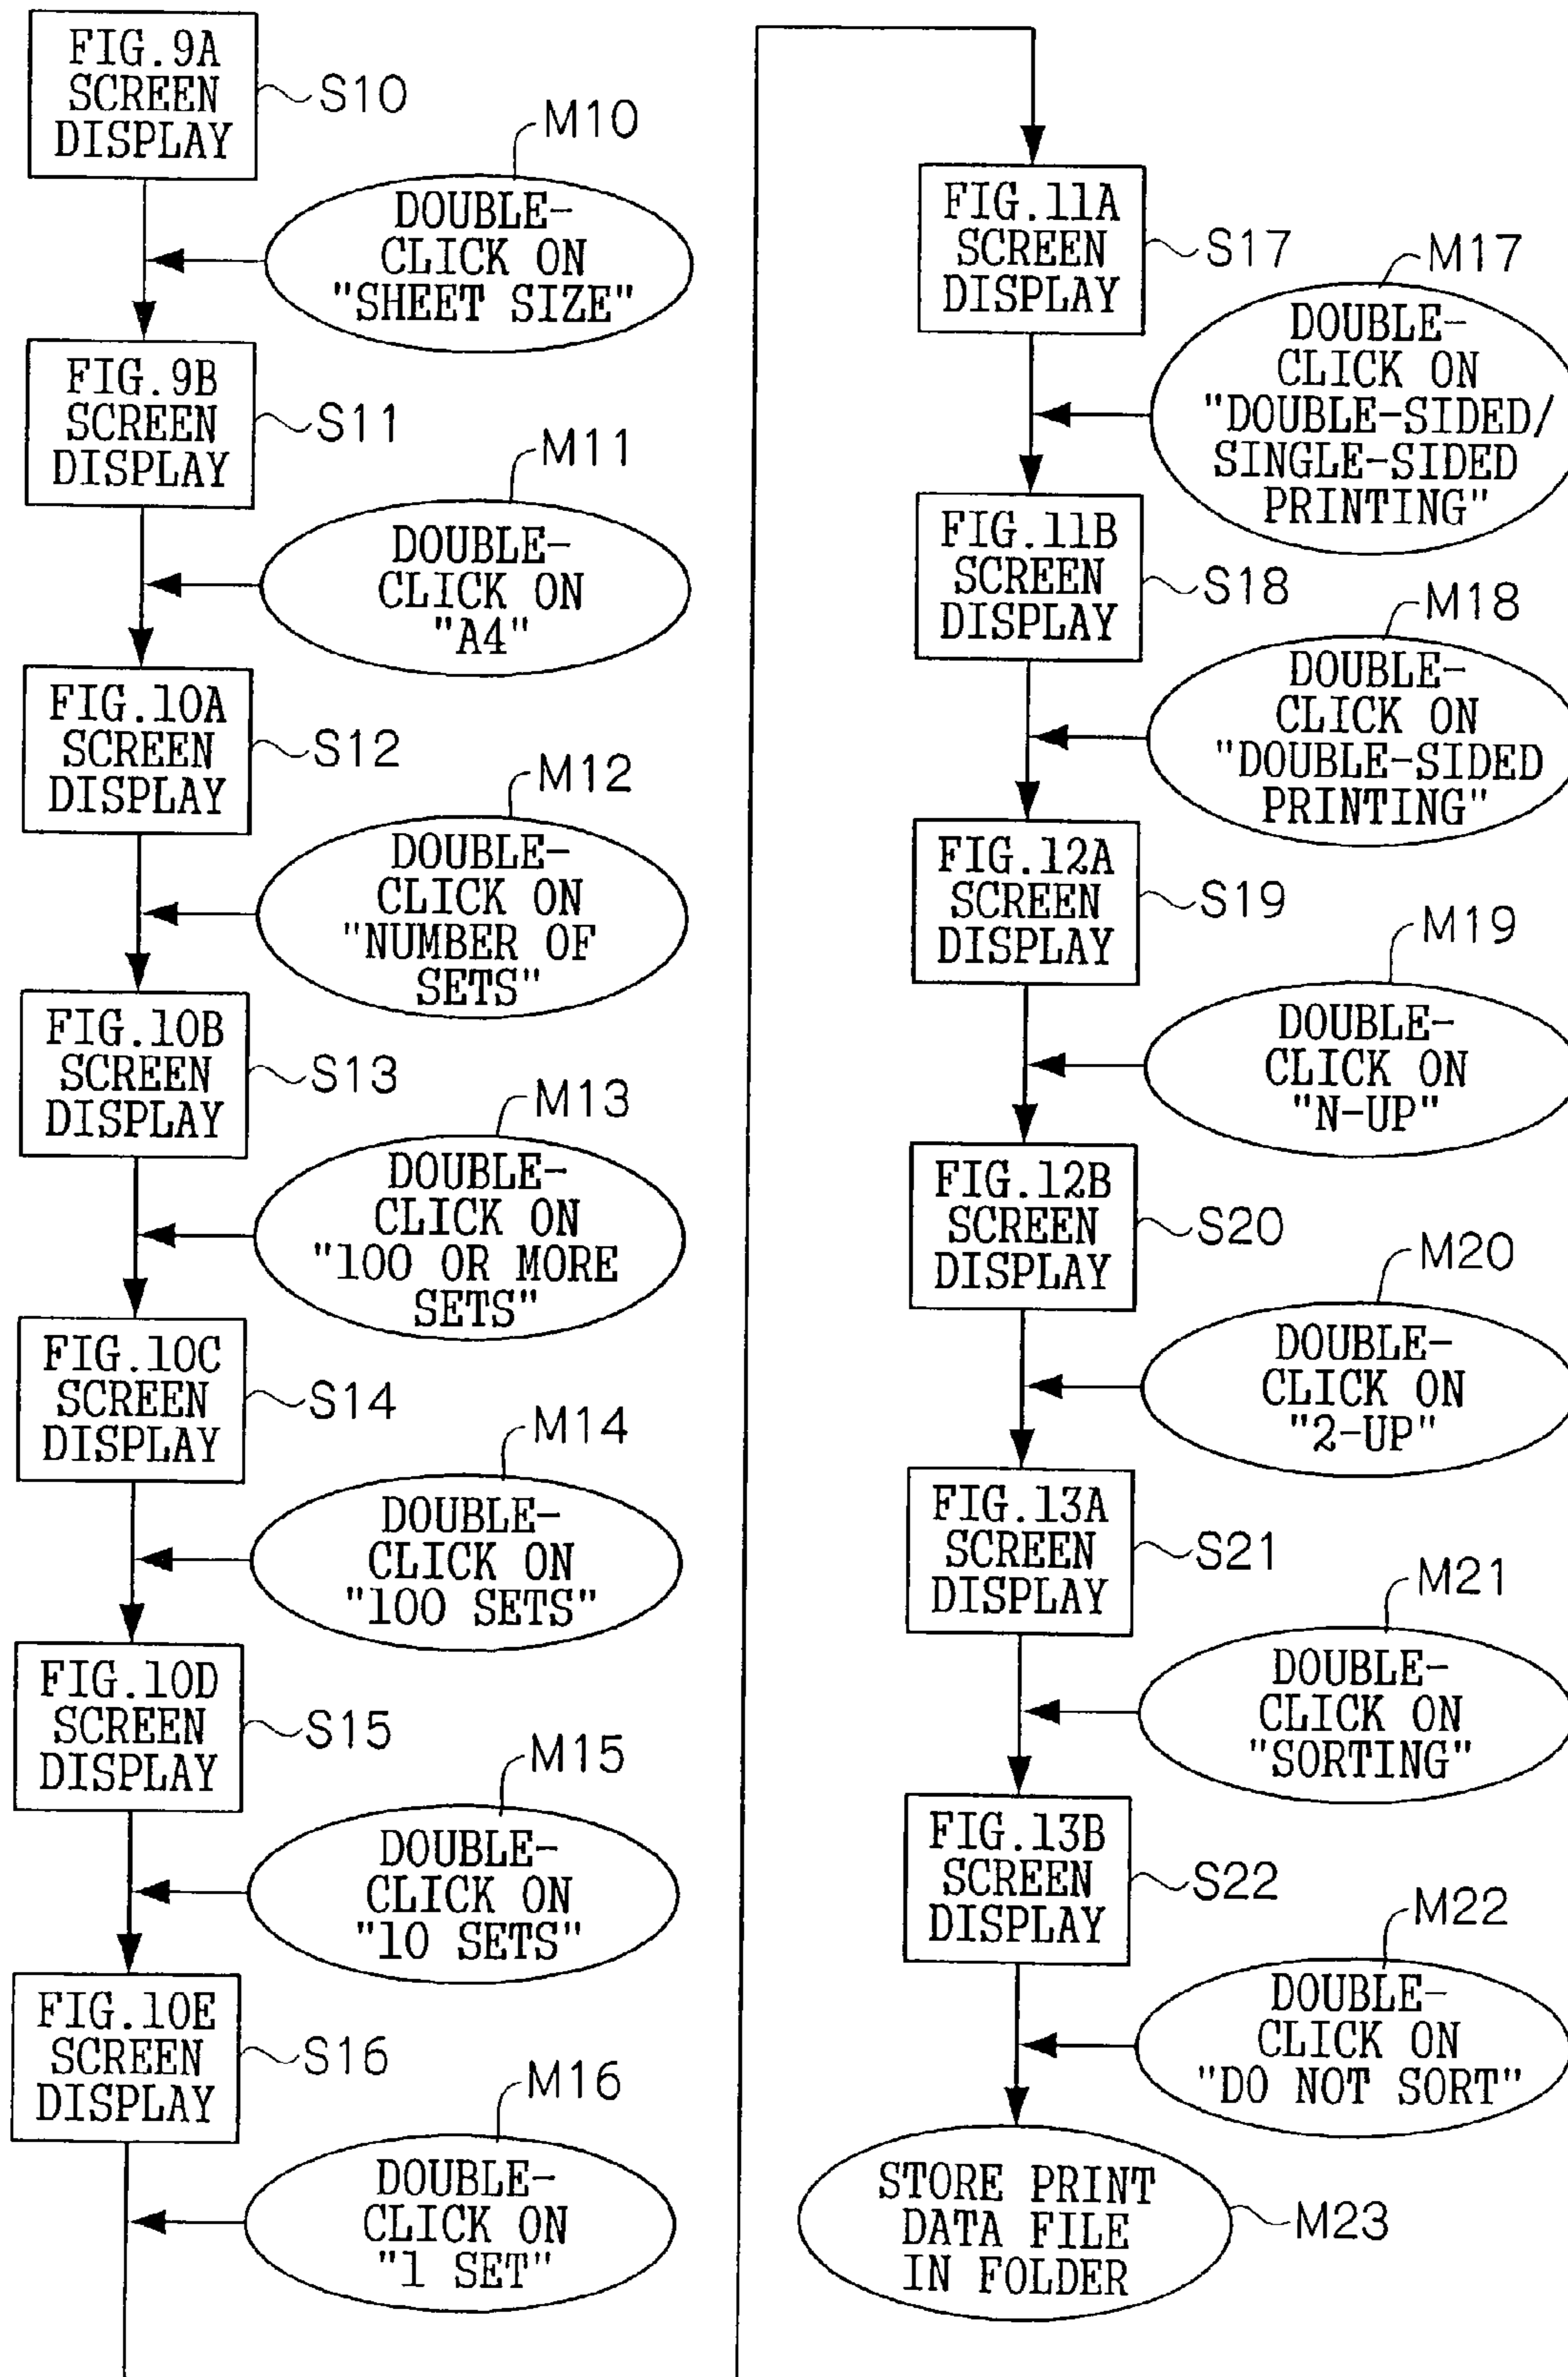 FIG.9A
SCREEN
DISPLAY
S10
M10
DOUBLE-
CLICK ON
"SHEET SIZE"
FIG.9B
SCREEN
DISPLAY
S11
M11
DOUBLE-
CLICK ON
"A4"
FIG.10A
SCREEN
DISPLAY
S12
M12
DOUBLE-
CLICK ON
"NUMBER OF
SETS"
FIG.10B
SCREEN
DISPLAY
S13
M13
DOUBLE-
CLICK ON
"100 OR MORE
SETS"
FIG.10C
SCREEN
DISPLAY
S14
M14
DOUBLE-
CLICK ON
"100 SETS"
FIG.10D
SCREEN
DISPLAY
S15
M15
DOUBLE-
CLICK ON
"10 SETS"
FIG.10E
SCREEN
DISPLAY
S16
M16
DOUBLE-
CLICK ON
"1 SET"
FIG.11A
SCREEN
DISPLAY
S17
M17
DOUBLE-
CLICK ON
"DOUBLE-SIDED/
SINGLE-SIDED
PRINTING"
FIG.11B
SCREEN
DISPLAY
S18
M18
DOUBLE-
CLICK ON
"DOUBLE-SIDED
PRINTING"
FIG.12A
SCREEN
DISPLAY
S19
M19
DOUBLE-
CLICK ON
"N-UP"
FIG.12B
SCREEN
DISPLAY
S20
M20
DOUBLE-
CLICK ON
"2-UP"
FIG.13A
SCREEN
DISPLAY
S21
M21
DOUBLE-
CLICK ON
"SORTING"
FIG.13B
SCREEN
DISPLAY
S22
M22
DOUBLE-
CLICK ON
"DO NOT SORT"
STORE PRINT
DATA FILE
IN FOLDER
M23